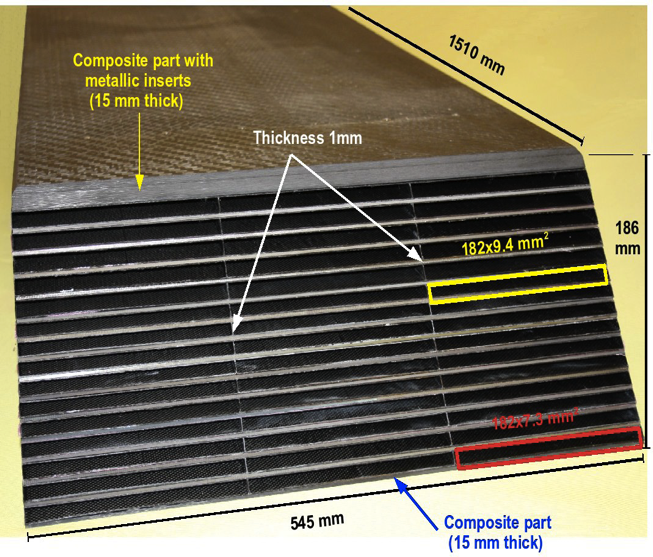 1510 mm
Composite part with
metallic inserts
(15 mm thick)
Thickness 1mm
186
mm
182x9.4 mm²
182x7.3 mm²
545 mm
Composite part
(15 mm thick)